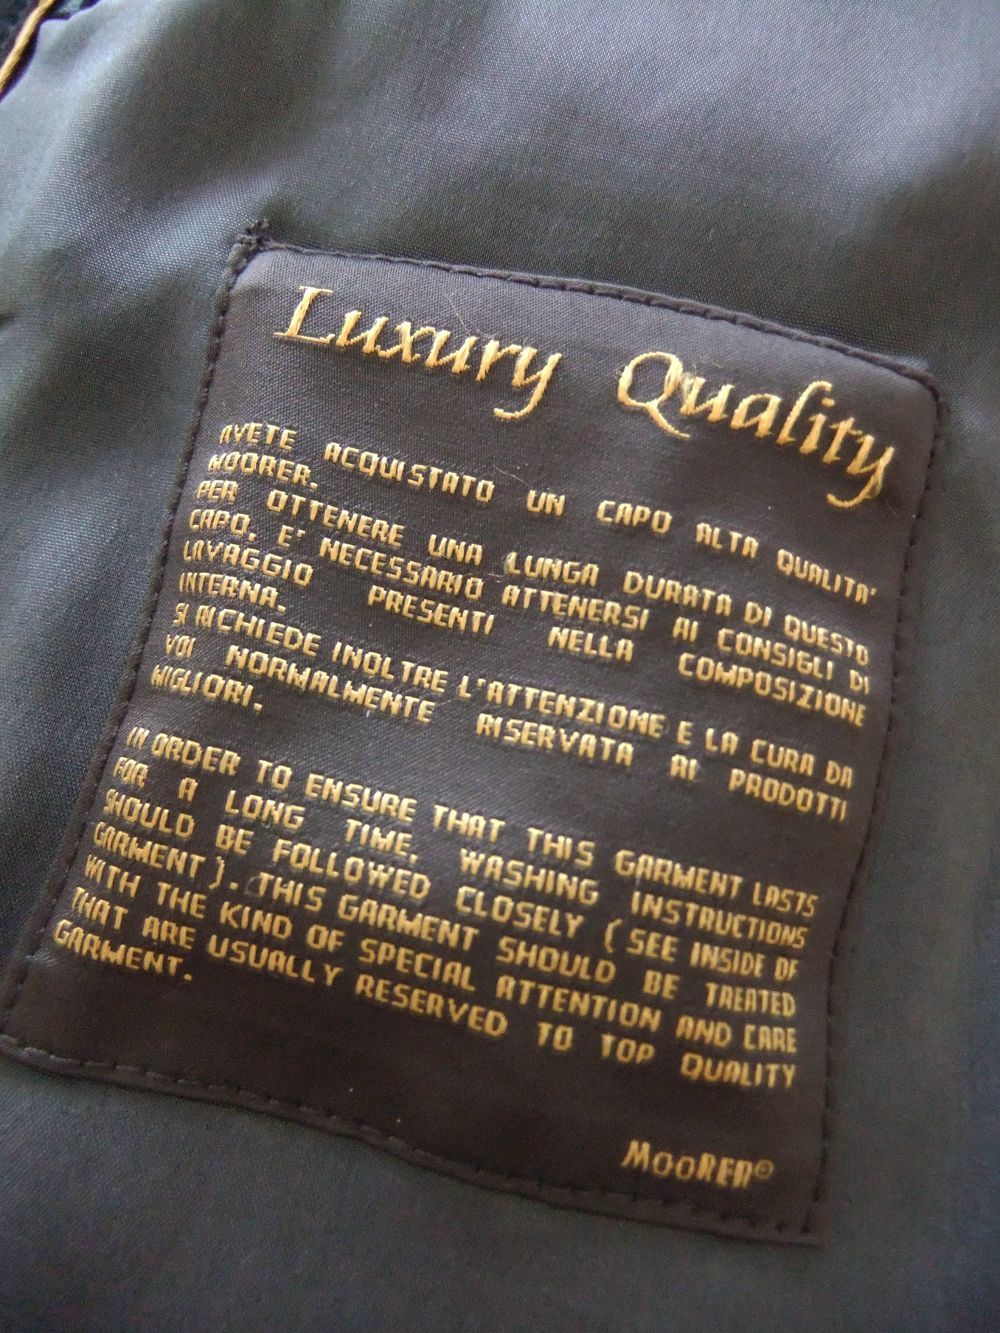 Luxury Quality
AVETE ACQUISTATO UN CAPO ALTA QUALITA'
MOORER.
PER OTTENERE UNA LUNGA DURATA DI QUESTO
CAPO, E' NECESSARIO ATTENERSI AI CONSIGLI DI
LAVAGGIO PRESENTI NELLA COMPOSIZIONE
INTERNA.
SI RICHIEDE INOLTRE L'ATTENZIONE E LA CURA DA
VOI NORMALMENTE RISERVATA AI PRODOTTI
MIGLIORI.
IN ORDER TO ENSURE THAT THIS GARMENT LASTS
FOR A LONG TIME, WASHING INSTRUCTIONS
SHOULD BE FOLLOWED CLOSELY ( SEE INSIDE OF
GARMENT ). THIS GARMENT SHOULD BE TREATED
WITH THE KIND OF SPECIAL ATTENTION AND CARE
THAT ARE USUALLY RESERVED TO TOP QUALITY
GARMENT.
MOORER®